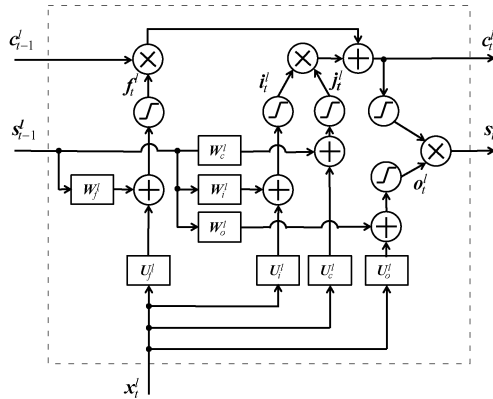 c_{t-1}^l
c_t^l
f_t^l
i_t^l
j_t^l
s_{t-1}^l
s_t^l
W_c^l
W_f^l
W_i^l
o_t^l
W_o^l
U_f^l U_i^l U_c^l U_o^l
x_t^l